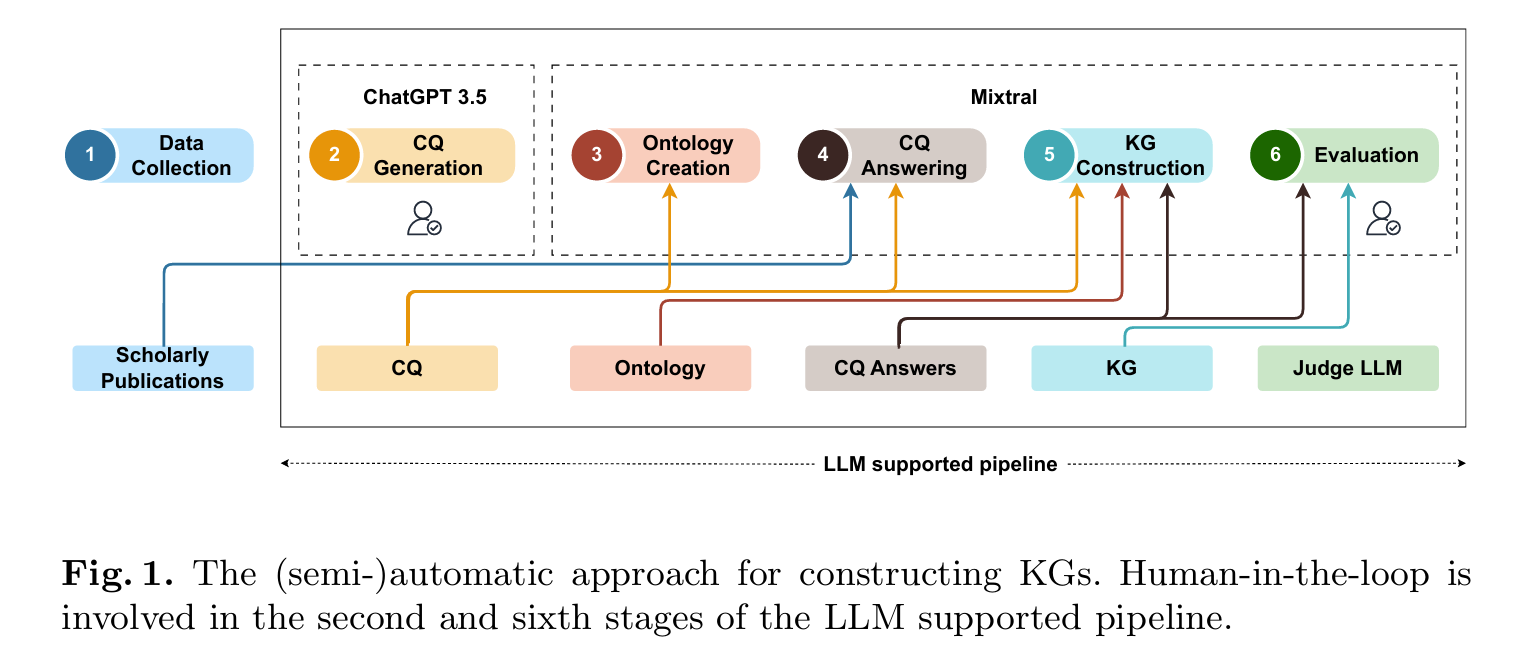 ChatGPT 3.5
Mixtral
1
Data
Collection
2
CQ
Generation
3
Ontology
Creation
4
CQ
Answering
5
KG
Construction
6
Evaluation
Scholarly
Publications
CQ
Ontology
CQ Answers
KG
Judge LLM
LLM supported pipeline
Fig. 1. The (semi-)automatic approach for constructing KGs. Human-in-the-loop is
involved in the second and sixth stages of the LLM supported pipeline.